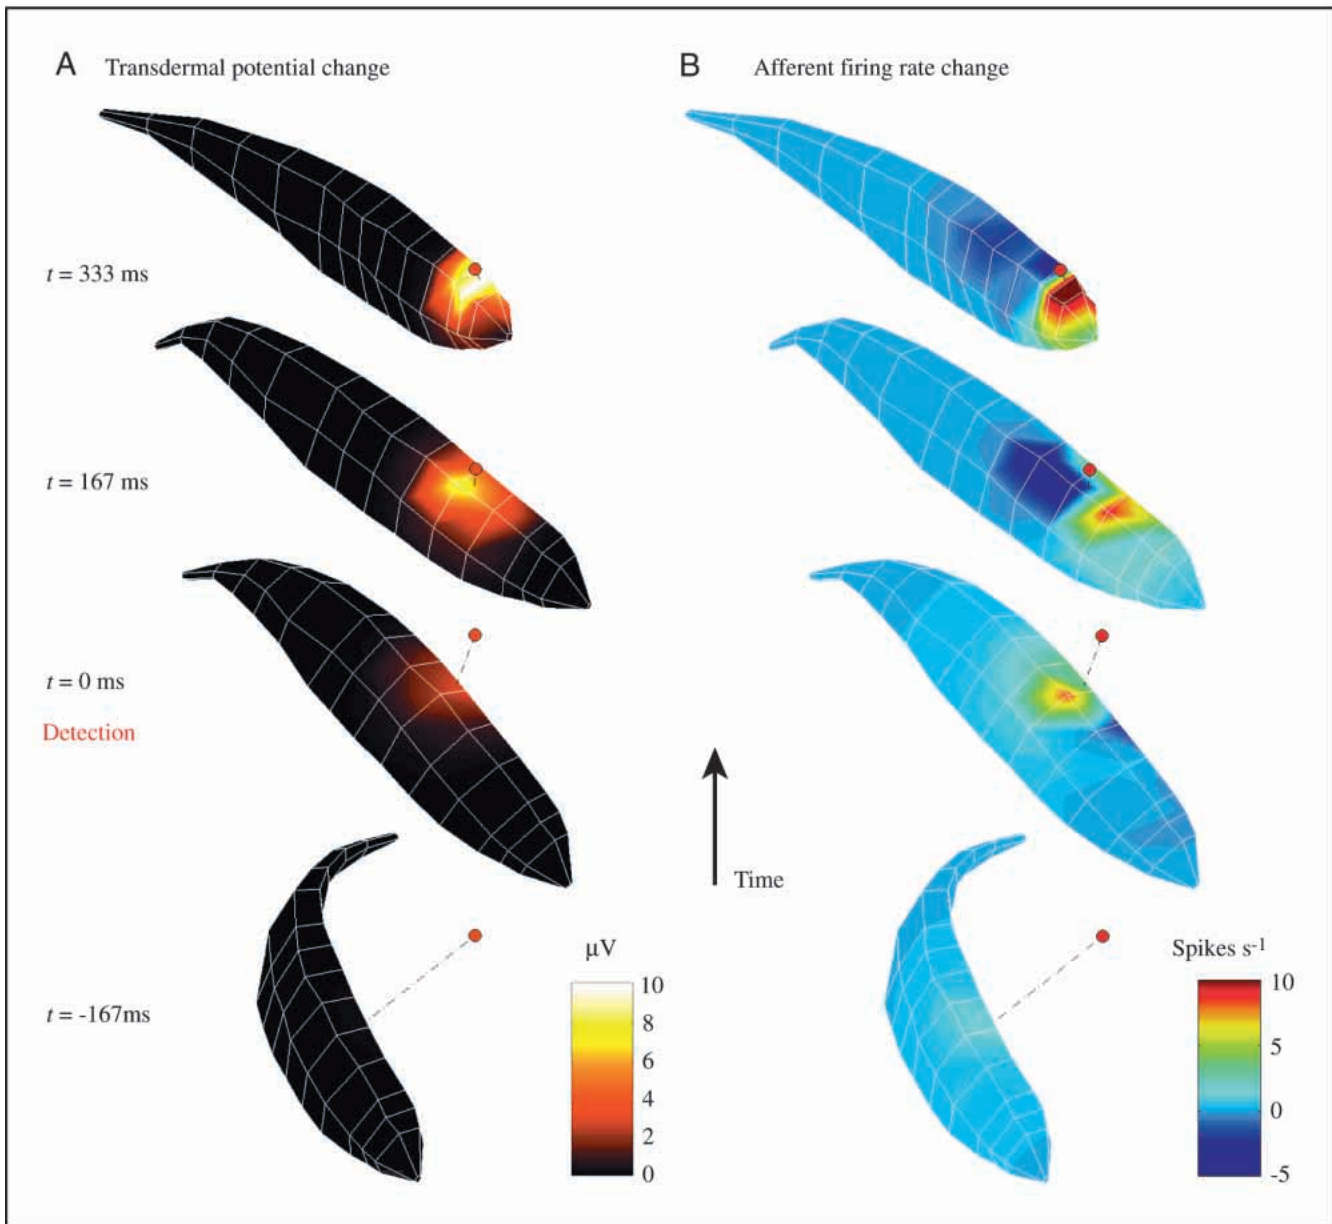 A Transdermal potential change
B Afferent firing rate change
t = 333 ms
t = 167 ms
t = 0 ms
Detection
Time
t = -167ms
µV
10
8
6
4
2
0
Spikes s-1
10
5
0
-5